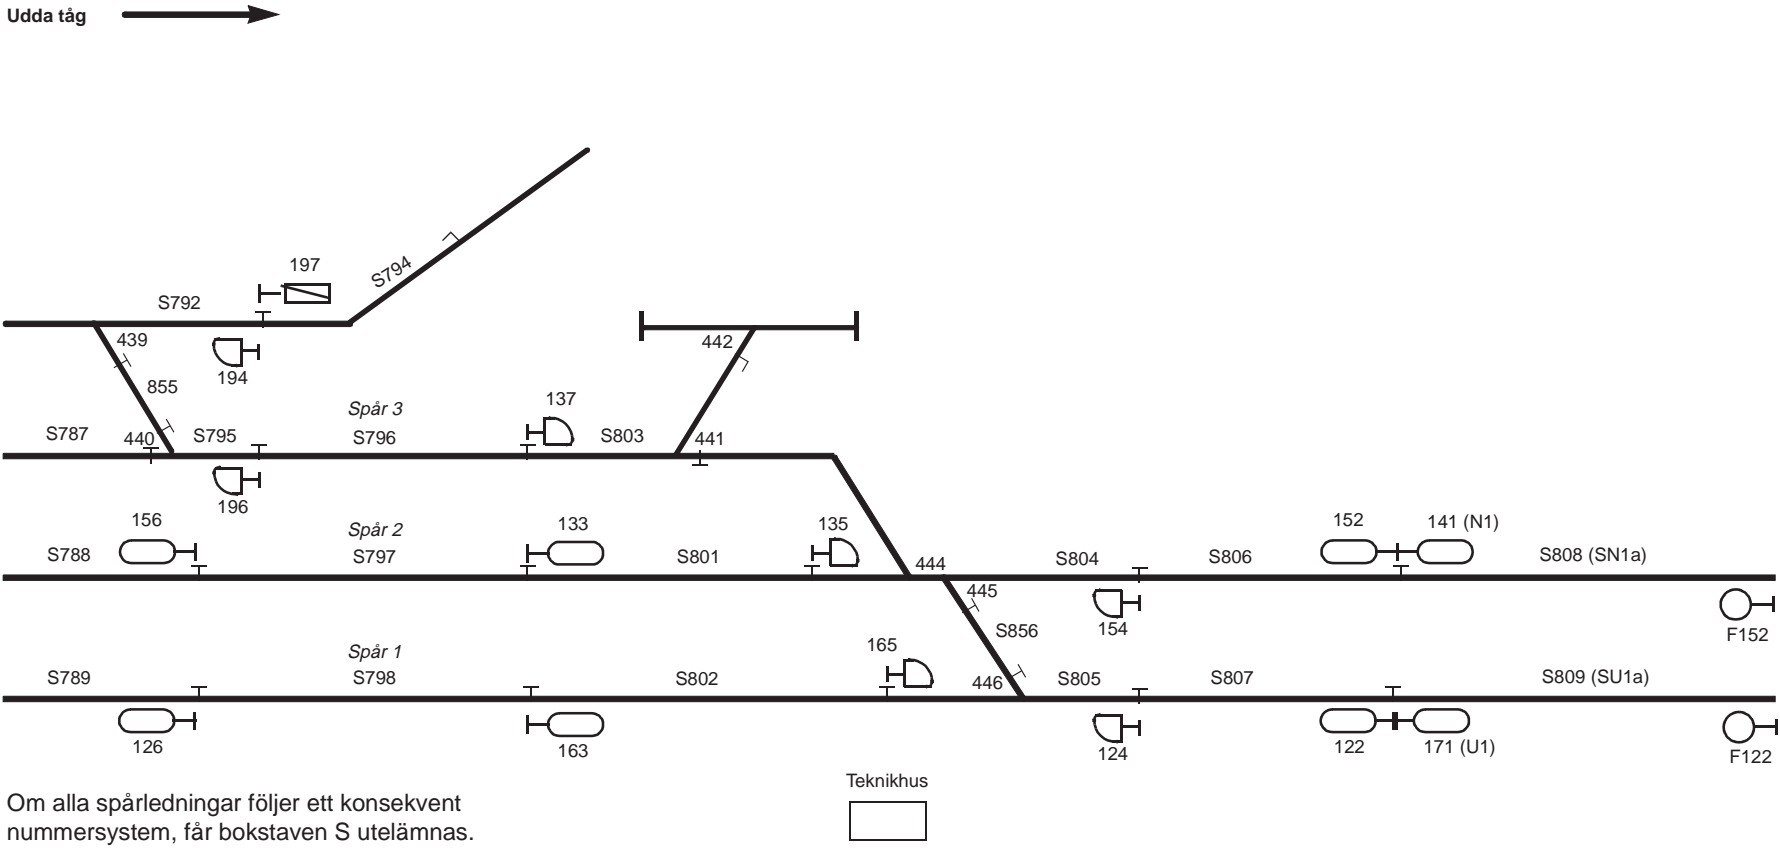 Udda tåg
197
S794
S792
439
442
194
855
137
Spår 3
S787
440
S795
S796
S803
441
196
156
Spår 2
133
135
152
141 (N1)
S788
S797
S801
444
S804
S806
S808 (SN1a)
445
154
S856
F152
165
Spår 1
S789
S798
S802
446
S805
S807
S809 (SU1a)
126
163
124
122
171 (U1)
F122
Teknikhus
Om alla spårledningar följer ett konsekvent
nummersystem, får bokstaven S utelämnas.